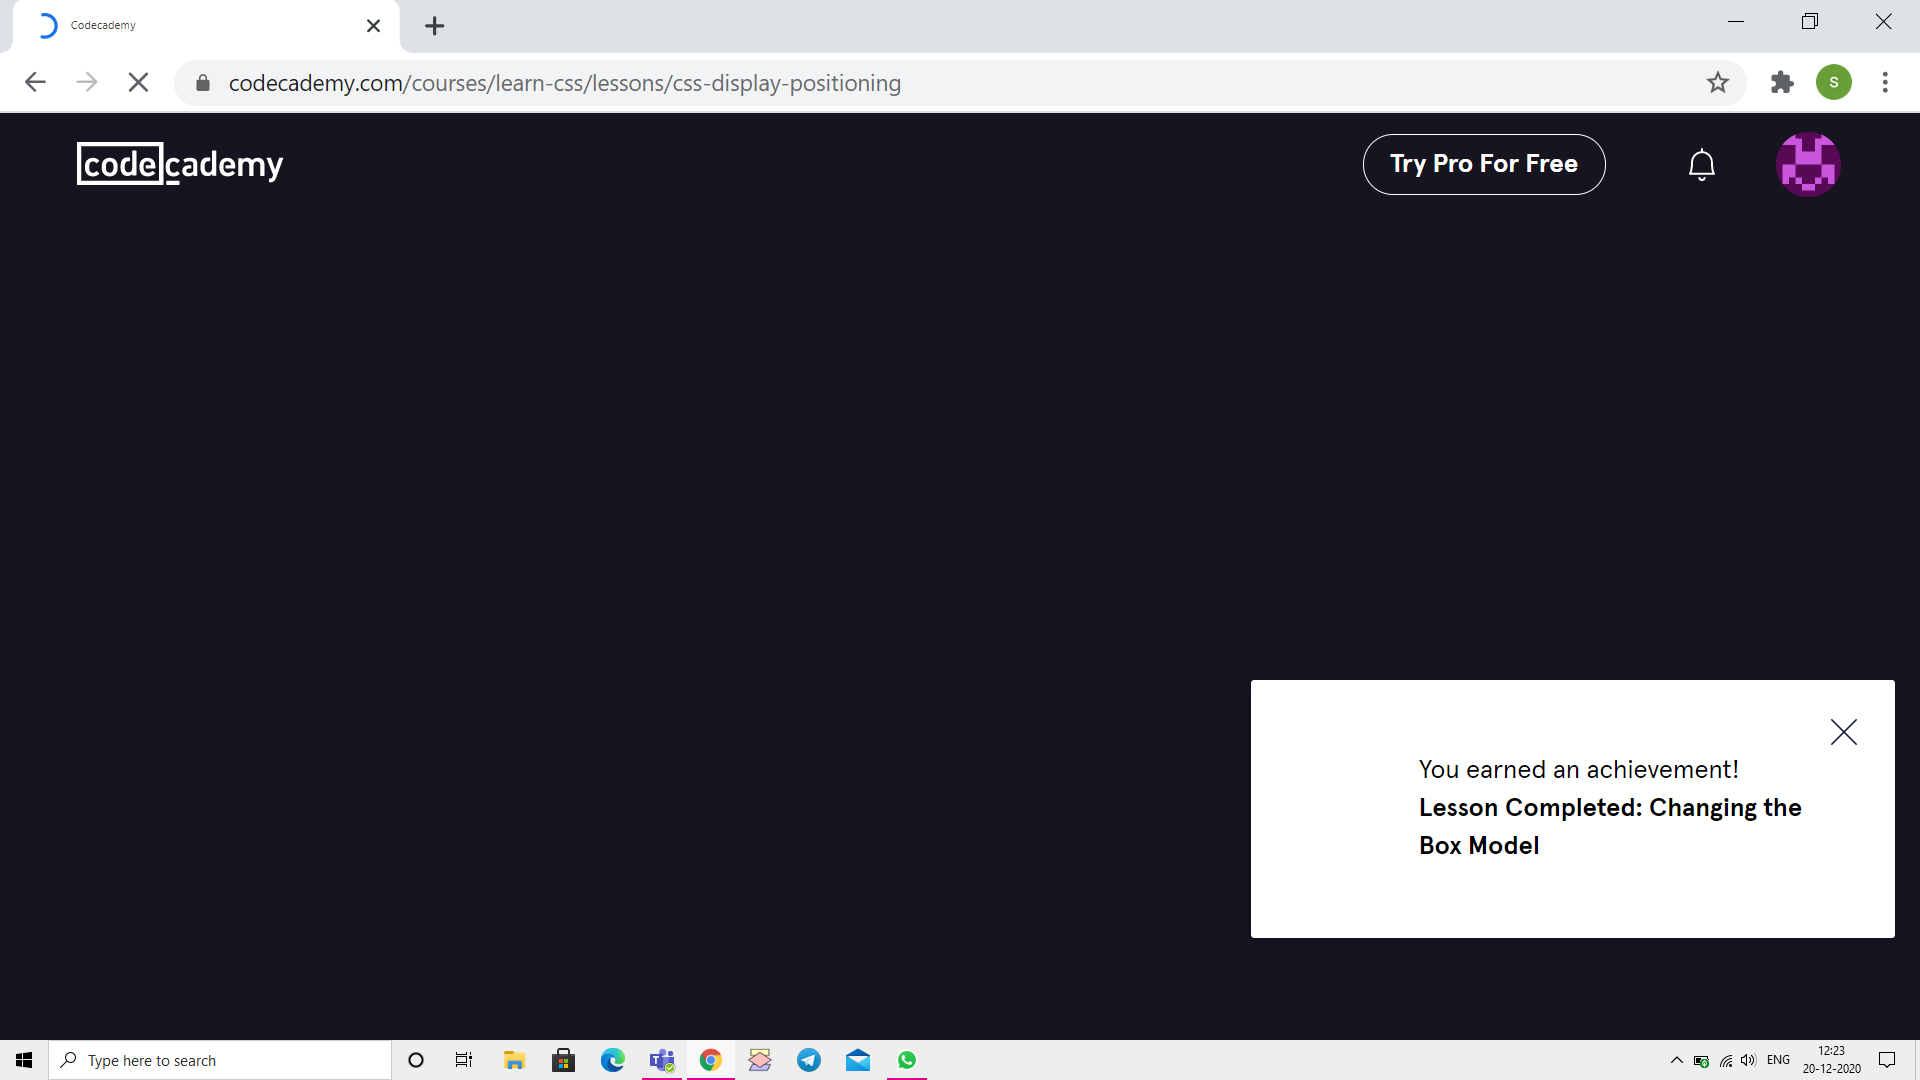 Codecademy
codecademy.com/courses/learn-css/lessons/css-display-positioning
S
codecademy
Try Pro For Free
You earned an achievement!
Lesson Completed: Changing the
Box Model
Type here to search
ENG
12:23
20-12-2020